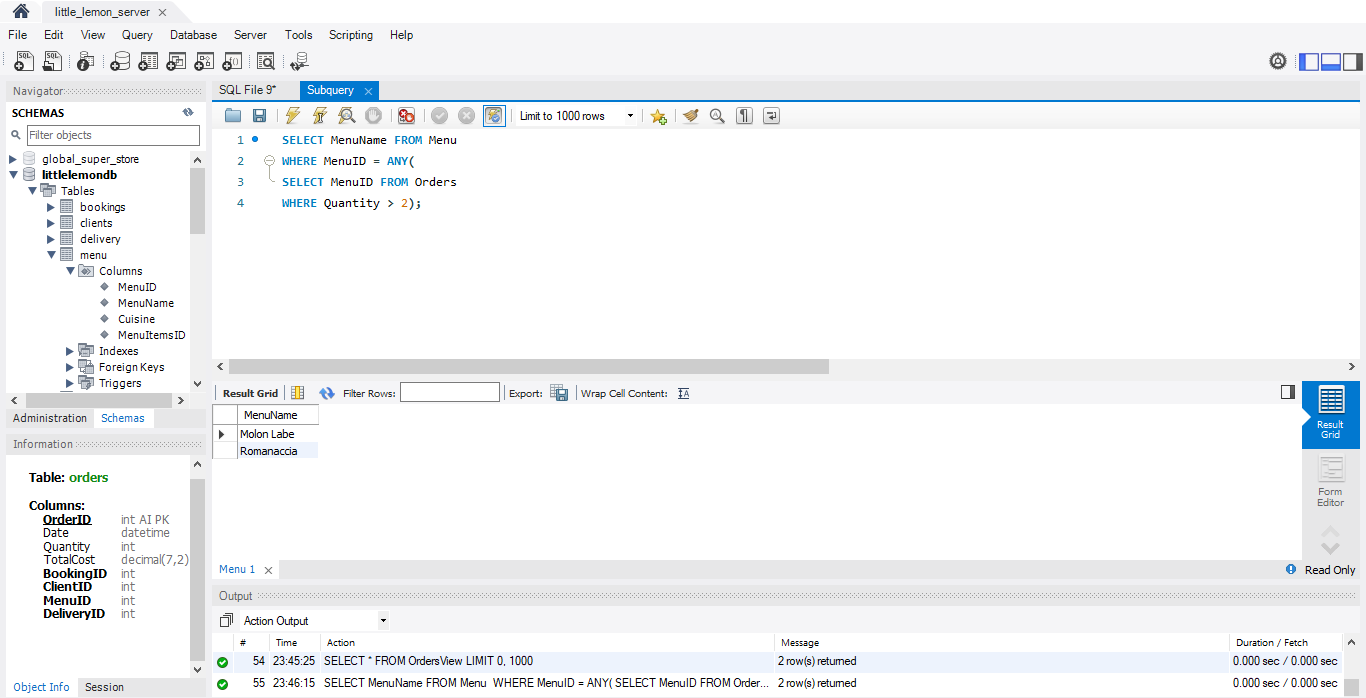 little_lemon_server
File Edit View Query Database Server Tools Scripting Help
Navigator
SCHEMAS
Filter objects
global_super_store
littlelemondb
Tables
bookings
clients
delivery
menu
Columns
MenuID
MenuName
Cuisine
MenuItemsID
Indexes
Foreign Keys
Triggers
Administration Schemas
Information
Table: orders
Columns:
OrderID int AI PK
Date datetime
Quantity int
TotalCost decimal(7,2)
BookingID int
ClientID int
MenuID int
DeliveryID int
Object Info Session
SQL File 9* Subquery
Limit to 1000 rows
1 SELECT MenuName FROM Menu
2 WHERE MenuID = ANY(
3 SELECT MenuID FROM Orders
4 WHERE Quantity > 2);
Result Grid Filter Rows: Export: Wrap Cell Content:
MenuName
Molon Labe
Romanaccia
Result
Grid
Form
Editor
Menu 1
Read Only
Output
Action Output
# Time Action Message Duration / Fetch
54 23:45:25 SELECT * FROM OrdersView LIMIT 0, 1000 2 row(s) returned 0.000 sec / 0.000 sec
55 23:46:15 SELECT MenuName FROM Menu WHERE MenuID = ANY( SELECT MenuID FROM Order... 2 row(s) returned 0.000 sec / 0.000 sec